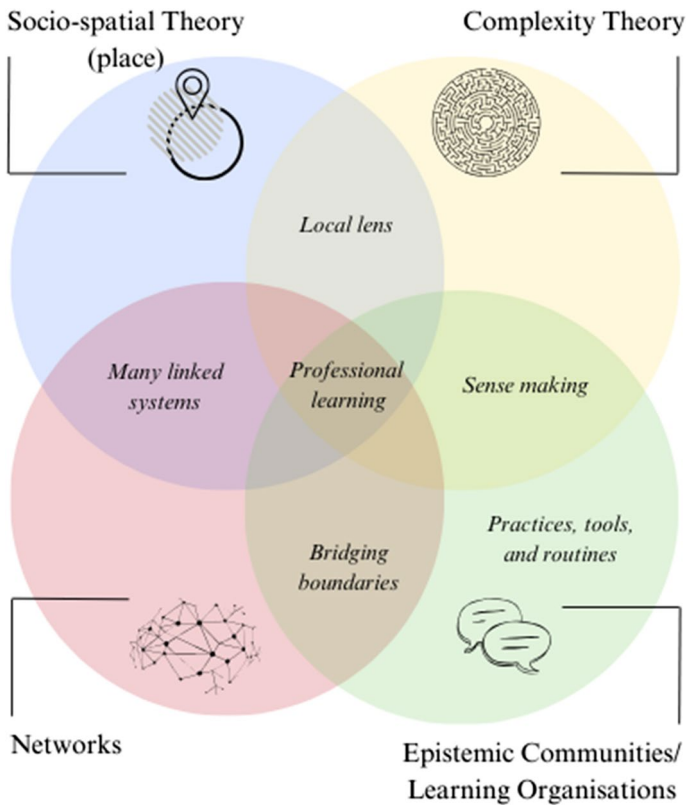 Socio-spatial Theory
(place)
Complexity Theory
Local lens
Many linked
systems
Professional
learning
Sense making
Practices, tools,
and routines
Bridging
boundaries
Networks
Epistemic Communities/
Learning Organisations